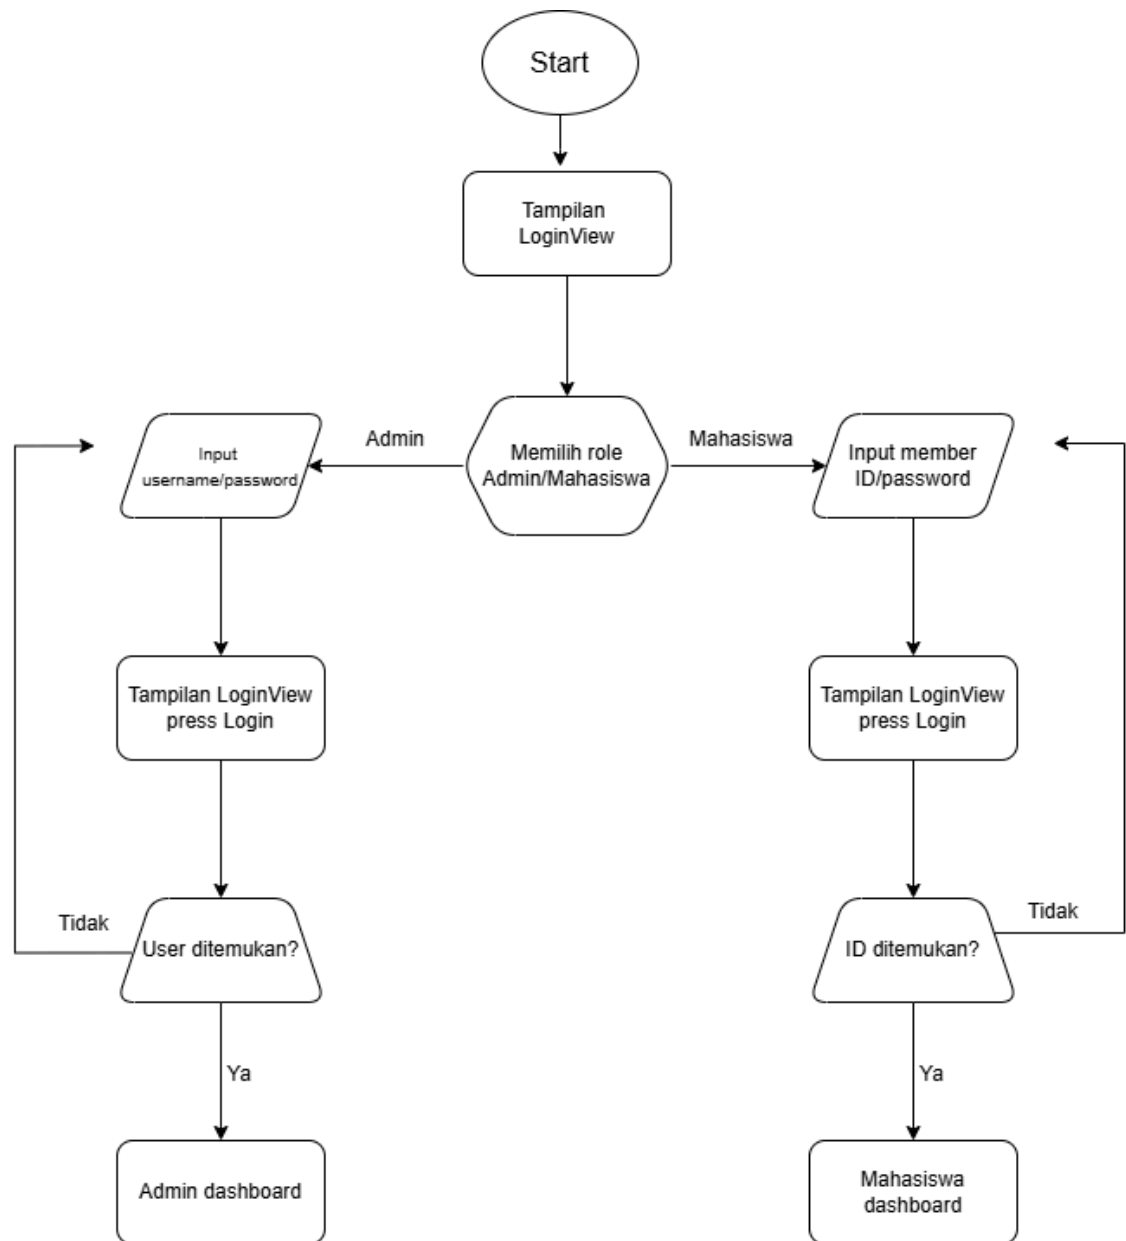 Start
Tampilan
LoginView
Admin
Memilih role
Admin/Mahasiswa
Mahasiswa
Input
username/password
Input member
ID/password
Tampilan LoginView
press Login
Tampilan LoginView
press Login
Tidak
User ditemukan?
ID ditemukan?
Tidak
Ya
Ya
Admin dashboard
Mahasiswa
dashboard